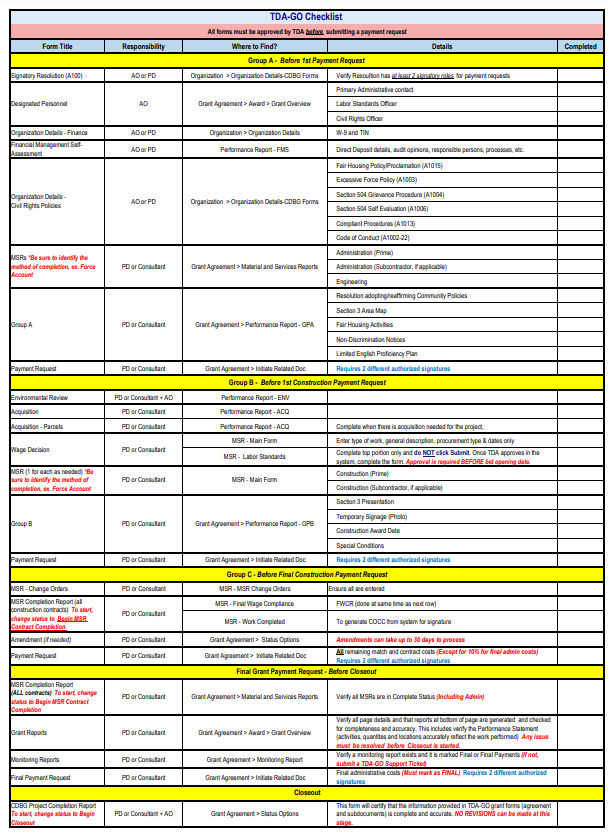 TDA-GO Checklist
All forms must be approved by TDA before submitting a payment request
Form Title Responsibility Where to Find? Details Completed
Group A - Before 1st Payment Request
Signatory Resolution (A100) AO or PD Organization > Organization Details-CDBG Forms Verify Resoultion has at least 2 signatory roles for payment requests
Designated Personnel AO Grant Agreement > Award > Grant Overview
Primary Administrative contact
Labor Standards Officer
Civil Rights Officer
Organization Details - Finance AO or PD Organization > Organization Details W-9 and TIN
Financial Management Self-
Assessment AO or PD Performance Report - FMS Direct Deposit details, audit opinions, responsible persons, processes, etc.
Organization Details -
Civil Rights Policies AO or PD Organization > Organization Details-CDBG Forms
Fair Housing Policy/Proclamation (A1015)
Excessive Force Policy (A1003)
Section 504 Grievance Procedure (A1004)
Section 504 Self Evaluation (A1006)
Compliant Procedures (A1013)
Code of Conduct (A1002-22)
MSRs *Be sure to identify the
method of completion, ex. Force
Account PD or Consultant Grant Agreement > Material and Services Reports
Administration (Prime)
Administration (Subcontractor, if applicable)
Engineering
Group A PD or Consultant Grant Agreement > Performance Report - GPA
Resolution adopting/reaffirming Community Policies
Section 3 Area Map
Fair Housing Activities
Non-Discrimination Notices
Limited English Proficiency Plan
Payment Request PD or Consultant Grant Agreement > Initiate Related Doc Requires 2 different authorized signatures
Group B - Before 1st Construction Payment Request
Environmental Review PD or Consultant + AO Performance Report - ENV
Acquisition PD or Consultant Performance Report - ACQ
Acquisition - Parcels PD or Consultant Performance Report - ACQ Complete when there is acquisition needed for the project,
Wage Decision PD or Consultant
MSR - Main Form Enter type of work, general description, procurement type & dates only
MSR - Labor Standards Complete top portion only and do NOT click Submit. Once TDA approves in the
system, complete the form. Approval is required BEFORE bid opening date.
MSR (1 for each as needed) *Be
sure to identify the method of
completion, ex. Force Account PD or Consultant MSR - Main Form
Construction (Prime)
Construction (Subcontractor, if applicable)
Group B PD or Consultant Grant Agreement > Performance Report - GPB
Section 3 Presentation
Temporary Signage (Photo)
Construction Award Date
Special Conditions
Payment Request PD or Consultant Grant Agreement > Initiate Related Doc Requires 2 different authorized signatures
Group C - Before Final Construction Payment Request
MSR - Change Orders PD or Consultant MSR - MSR Change Orders Ensure all are entered
MSR Completion Report (all
construction contracts) To start,
change status to Begin MSR
Contract Completion PD or Consultant
MSR - Final Wage Compliance FWCR (done at same time as next row)
MSR - Work Completed To generate COCC from system for signature
Amendment (if needed) PD or Consultant Grant Agreement > Status Options Amendments can take up to 30 days to process
Payment Request PD or Consultant Grant Agreement > Initiate Related Doc All remaining match and contract costs (Except for 10% for final admin costs)
Requires 2 different authorized signatures
Final Grant Payment Request - Before Closeout
MSR Completion Report
(ALL contracts) To start, change
status to Begin MSR Contract
Completion PD or Consultant Grant Agreement > Material and Services Reports Verify all MSRs are in Complete Status (Including Admin)
Grant Reports PD or Consultant Grant Agreement > Award > Grant Overview
Verify all page details and that reports at bottom of page are generated and checked
for completeness and accuracy. This includes verify the Performance Statement
(activities, quantites and locations accurately reflect the work performed) Any issue
must be resolved before Closeout is started.
Monitoring Reports PD or Consultant Grant Agreement > Monitoring Report Verify a monitoring report exists and it is marked Final or Final Payments (If not,
submit a TDA-GO Support Ticket)
Final Payment Request PD or Consultant Grant Agreement > Initiate Related Doc Final administrative costs (Must mark as FINAL) Requires 2 different authorized
signatures
Closeout
CDBG Project Completion Report
To start, change status to Begin
Closeout PD or Consultant + AO Grant Agreement > Status Options
This form will certify that the information provided in TDA-GO grant forms (agreement
and subdocuments) is complete and accurate. NO REVISIONS can be made at this
stage.